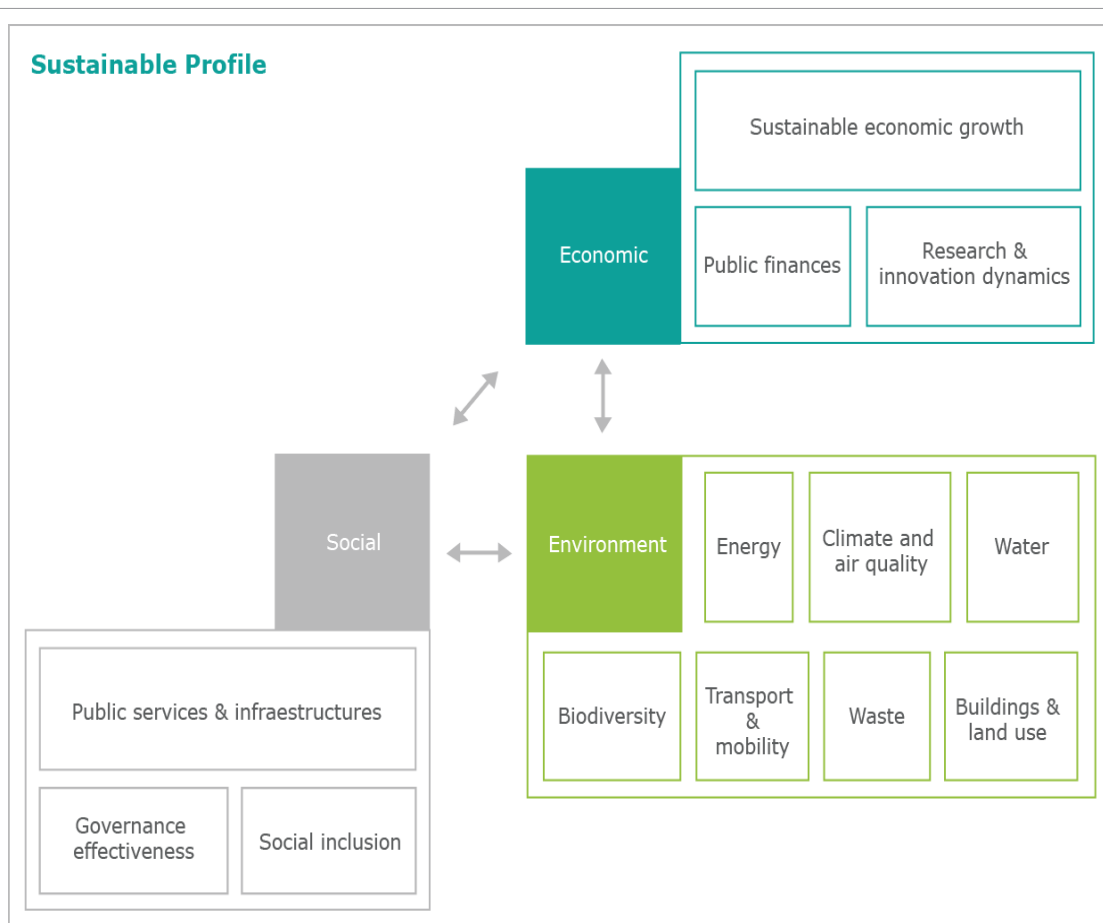 Sustainable Profile
Sustainable economic growth
Economic
Public finances
Research &
innovation dynamics
Social
Environment
Energy
Climate and
air quality
Water
Biodiversity
Transport
&
mobility
Waste
Buildings &
land use
Public services & infraestructures
Governance
effectiveness
Social inclusion